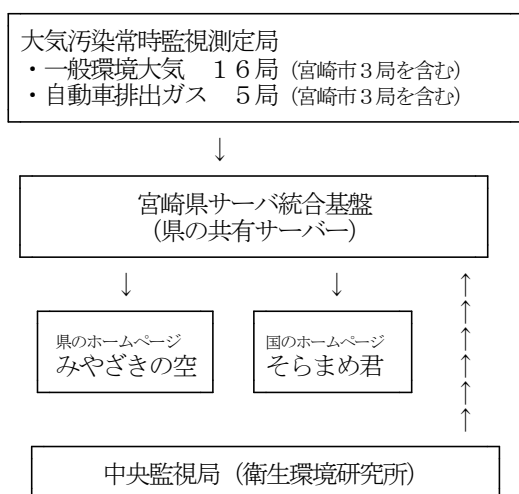 大気汚染常時監視測定局
・一般環境大気　１６局 (宮崎市３局を含む)
・自動車排出ガス　５局 (宮崎市３局を含む)
↓
宮崎県サーバ統合基盤
(県の共有サーバー)
↓ ↓ ↑↑↑↑↑↑
県のホームページ
みやざきの空
国のホームページ
そらまめ君
中央監視局 (衛生環境研究所)